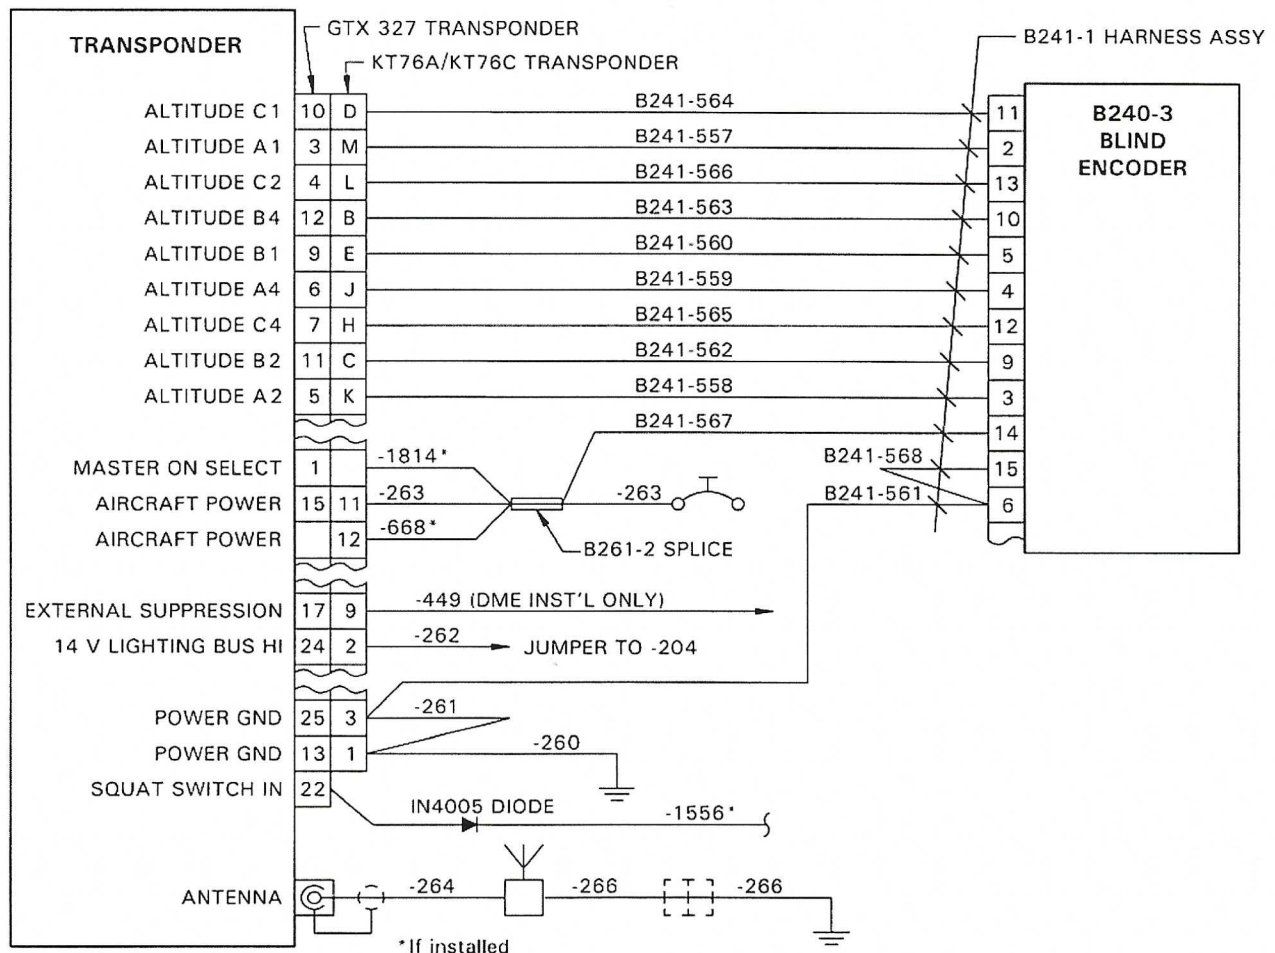 GTX 327 TRANSPONDER
B241-1 HARNESS ASSY
TRANSPONDER
KT76A/KT76C TRANSPONDER
ALTITUDE C1 10 D B241-564 11
B240-3
BLIND
ENCODER
ALTITUDE A1 3 M B241-557 2
ALTITUDE C2 4 L B241-566 13
ALTITUDE B4 12 B B241-563 10
ALTITUDE B1 9 E B241-560 5
ALTITUDE A4 6 J B241-559 4
ALTITUDE C4 7 H B241-565 12
ALTITUDE B2 11 C B241-562 9
ALTITUDE A2 5 K B241-558 3
B241-567 14
MASTER ON SELECT 1 -1814* B241-568 15
AIRCRAFT POWER 15 11 -263 -263 B241-561 6
AIRCRAFT POWER 12 -668*
B261-2 SPLICE
EXTERNAL SUPPRESSION 17 9 -449 (DME INST'L ONLY)
14 V LIGHTING BUS HI 24 2 -262 JUMPER TO -204
POWER GND 25 3 -261
POWER GND 13 1 -260
SQUAT SWITCH IN 22
IN4005 DIODE -1556*
ANTENNA -264 -266 -266
*If installed